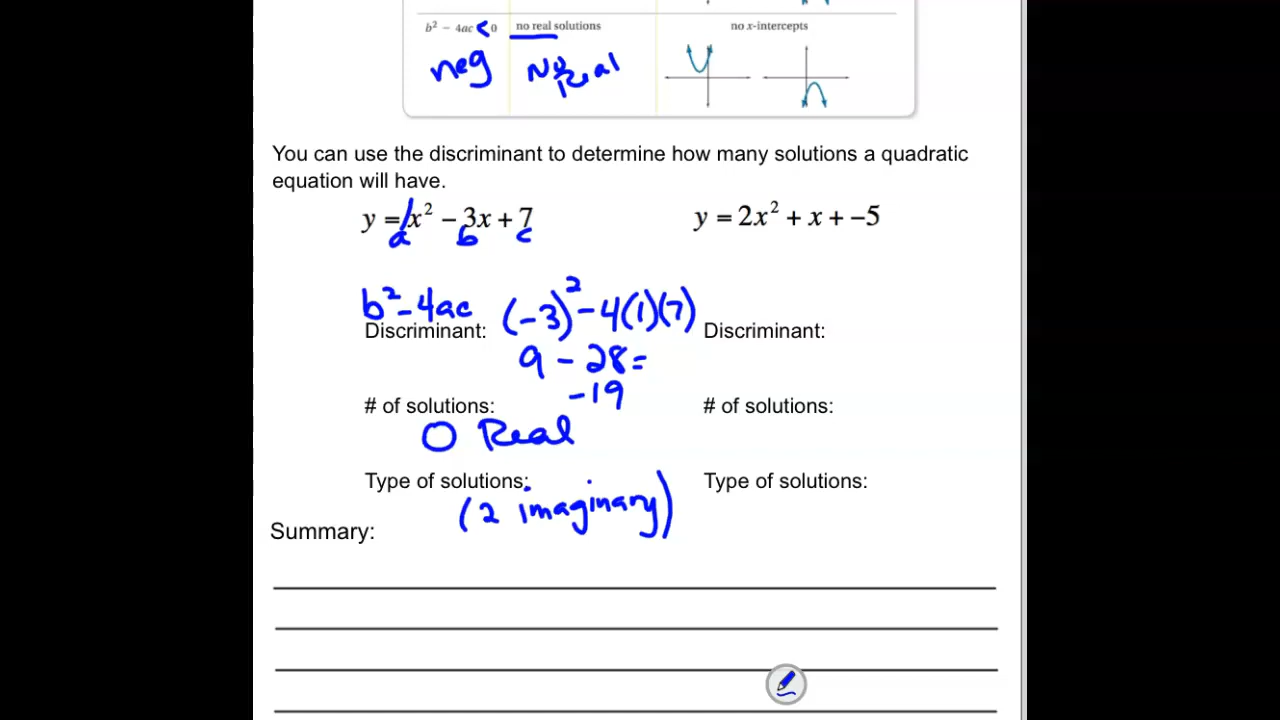 b² − 4ac < 0 no real solutions no x-intercepts
neg No Real
You can use the discriminant to determine how many solutions a quadratic
equation will have.
y = 1x² − 3x + 7 y = 2x² + x + −5
a b c
b² - 4ac (-3)² - 4(1)(7)
Discriminant: Discriminant:
9 - 28 =
-19
# of solutions: # of solutions:
0 Real
Type of solutions: Type of solutions:
(2 imaginary)
Summary: